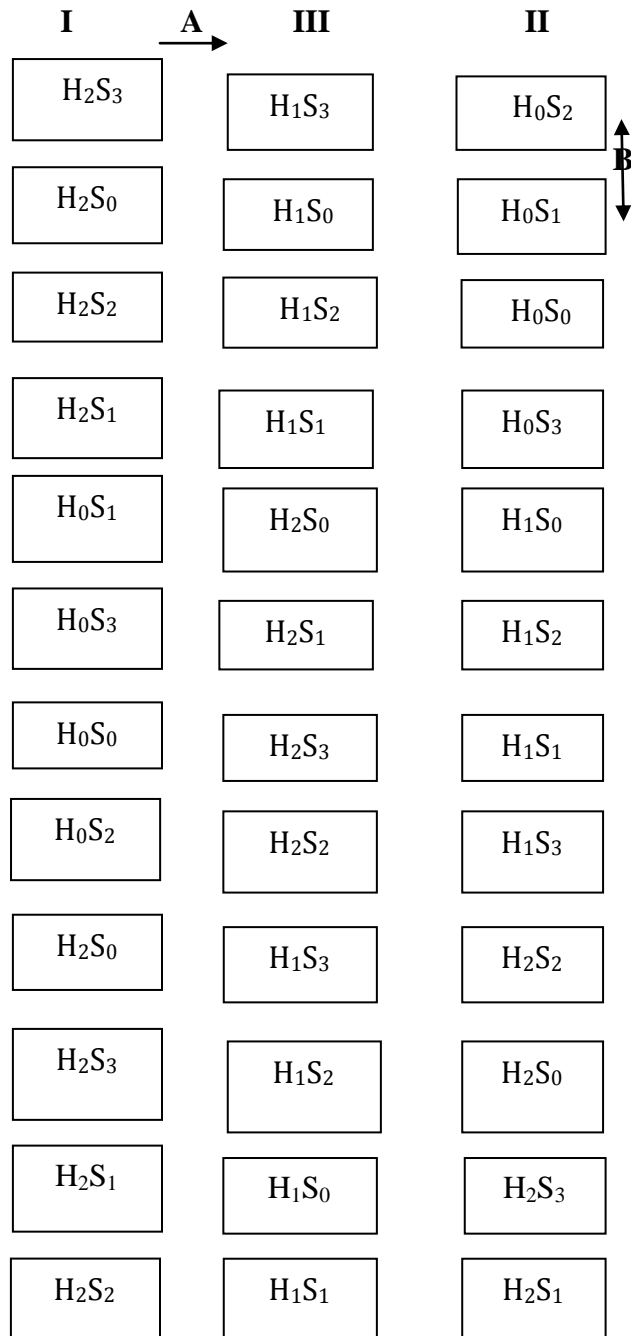 I A III II
H₂S₃ H₁S₃ H₀S₂
B
H₂S₀ H₁S₀ H₀S₁
H₂S₂ H₁S₂ H₀S₀
H₂S₁ H₁S₁ H₀S₃
H₀S₁ H₂S₀ H₁S₀
H₀S₃ H₂S₁ H₁S₂
H₀S₀ H₂S₃ H₁S₁
H₀S₂ H₂S₂ H₁S₃
H₂S₀ H₁S₃ H₂S₂
H₂S₃ H₁S₂ H₂S₀
H₂S₁ H₁S₀ H₂S₃
H₂S₂ H₁S₁ H₂S₁